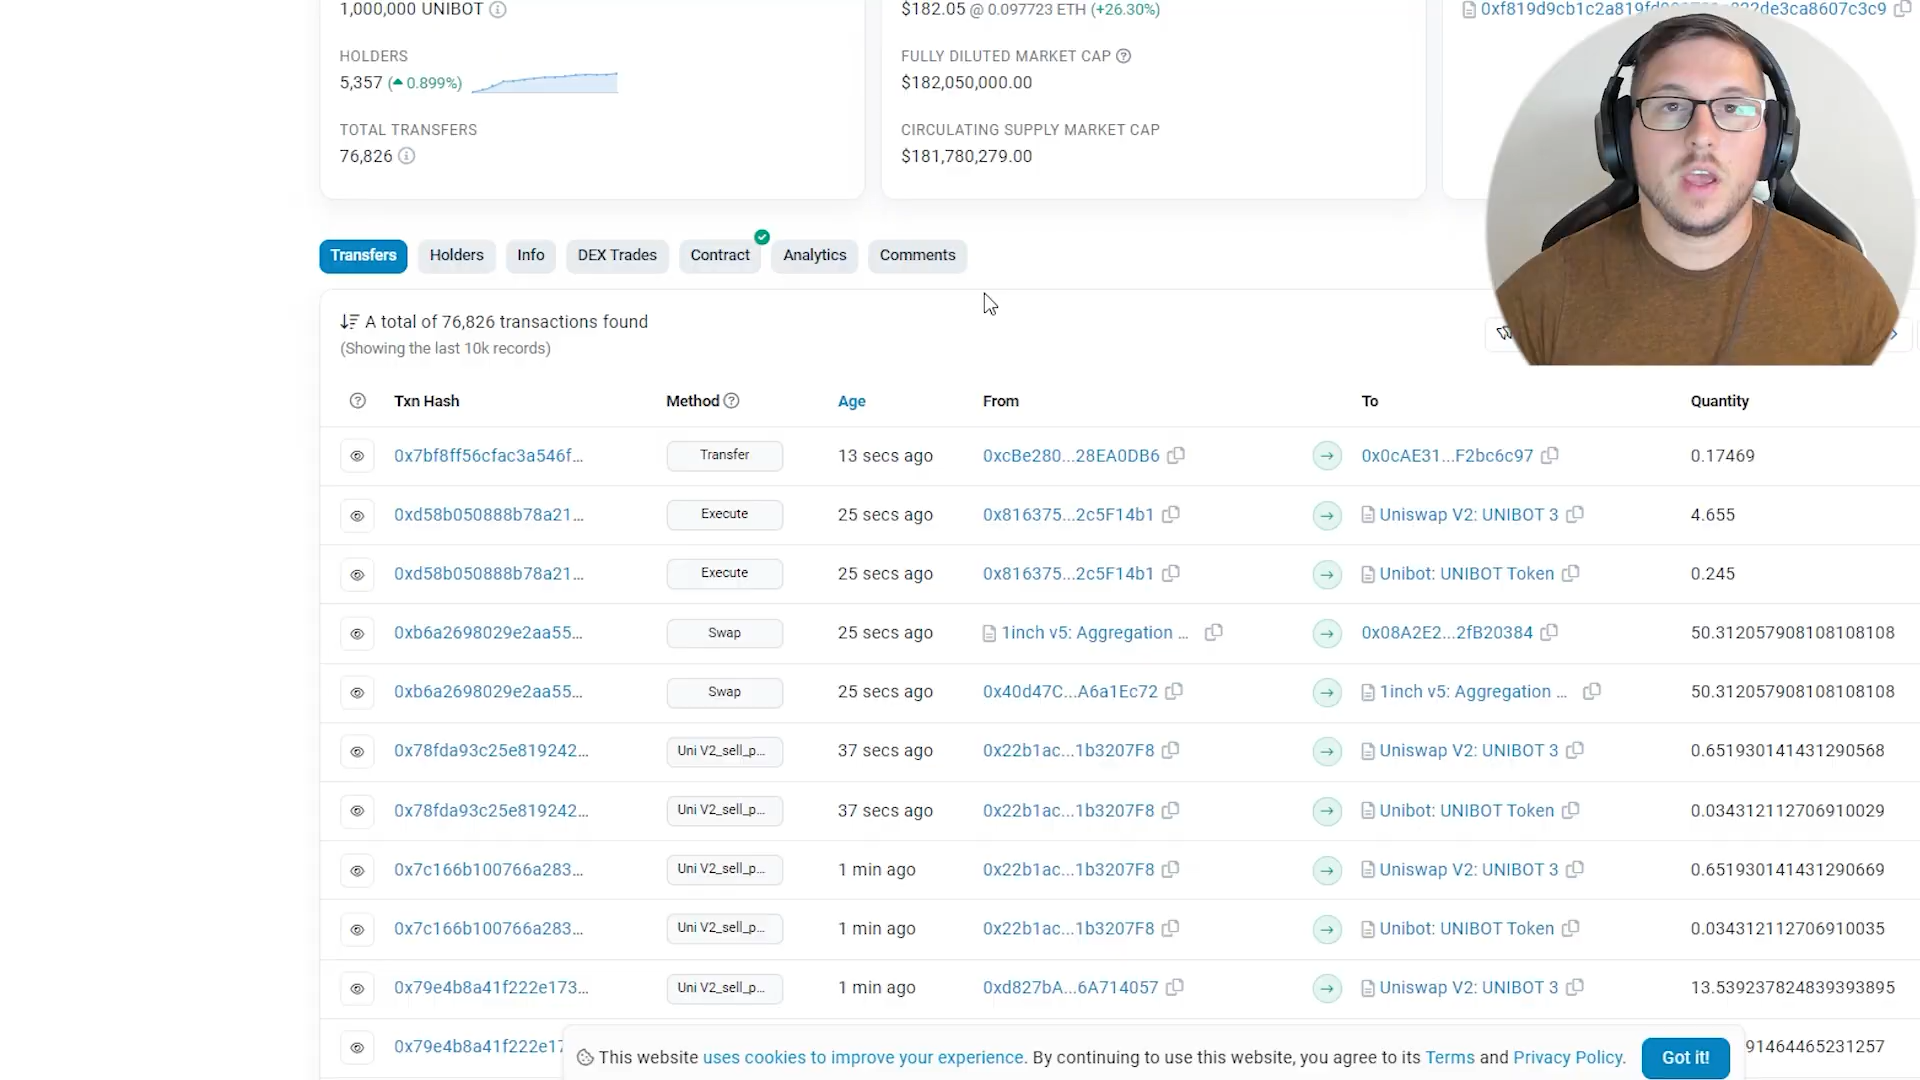 1,000,000 UNIBOT
$182.05 @ 0.097723 ETH (+26.30%)
HOLDERS
5,357 (0.899%)
FULLY DILUTED MARKET CAP
$182,050,000.00
TOTAL TRANSFERS
76,826
CIRCULATING SUPPLY MARKET CAP
$181,780,279.00
Transfers Holders Info DEX Trades Contract Analytics Comments
A total of 76,826 transactions found
(Showing the last 10k records)
Txn Hash Method Age From To Quantity
0x7bf8ff56cfac3a546f... Transfer 13 secs ago 0xcBe280...28EA0DB6 0x0cAE31...F2bc6c97 0.17469
0xd58b050888b78a21... Execute 25 secs ago 0x816375...2c5F14b1 Uniswap V2: UNIBOT 3 4.655
0xd58b050888b78a21... Execute 25 secs ago 0x816375...2c5F14b1 Unibot: UNIBOT Token 0.245
0xb6a2698029e2aa55... Swap 25 secs ago 1inch v5: Aggregation ... 0x08A2E2...2fB20384 50.312057908108108108
0xb6a2698029e2aa55... Swap 25 secs ago 0x40d47C...A6a1Ec72 1inch v5: Aggregation ... 50.312057908108108108
0x78fda93c25e819242... Uni V2_sell_p... 37 secs ago 0x22b1ac...1b3207F8 Uniswap V2: UNIBOT 3 0.651930141431290568
0x78fda93c25e819242... Uni V2_sell_p... 37 secs ago 0x22b1ac...1b3207F8 Unibot: UNIBOT Token 0.034312112706910029
0x7c166b100766a283... Uni V2_sell_p... 1 min ago 0x22b1ac...1b3207F8 Uniswap V2: UNIBOT 3 0.651930141431290669
0x7c166b100766a283... Uni V2_sell_p... 1 min ago 0x22b1ac...1b3207F8 Unibot: UNIBOT Token 0.034312112706910035
0x79e4b8a41f222e173... Uni V2_sell_p... 1 min ago 0xd827bA...6A714057 Uniswap V2: UNIBOT 3 13.539237824839393895
0x79e4b8a41f222e17 91464465231257
This website uses cookies to improve your experience. By continuing to use this website, you agree to its Terms and Privacy Policy. Got it!